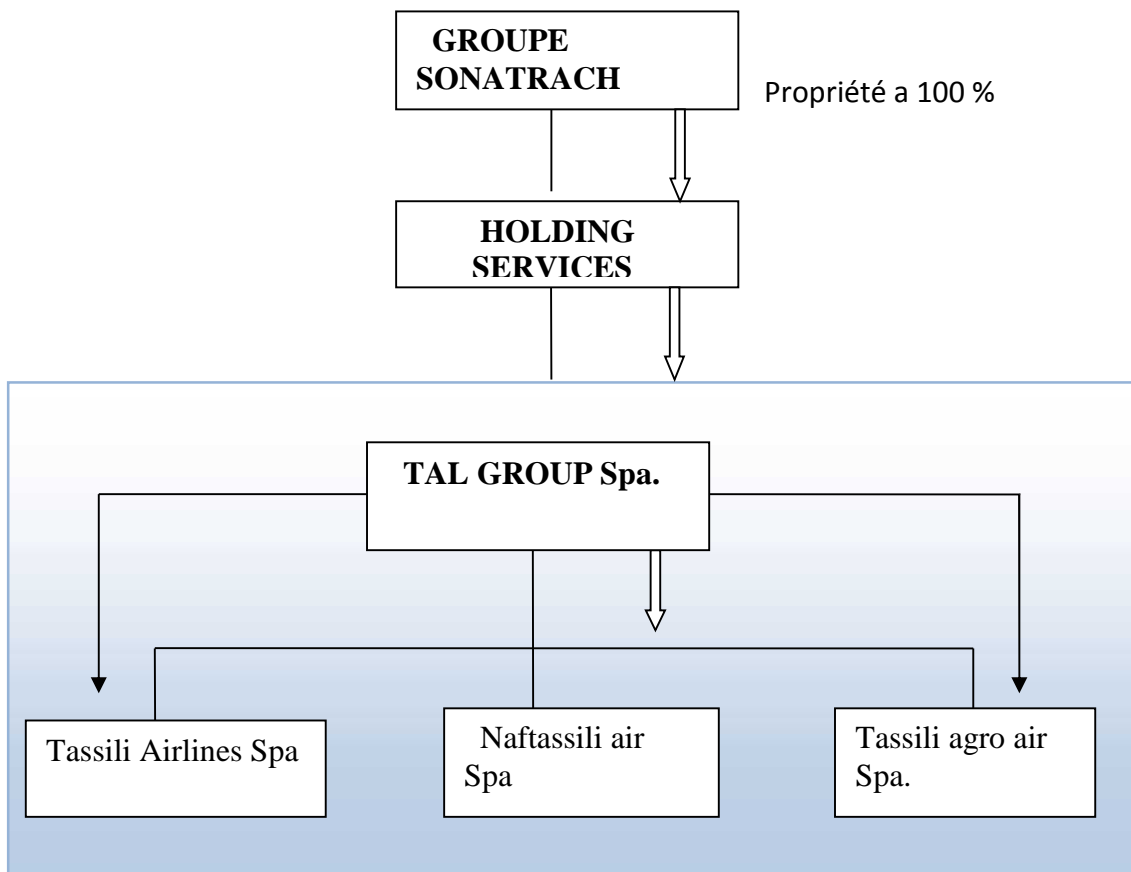 GROUPE
SONATRACH
Propriété a 100 %
HOLDING
SERVICES
TAL GROUP Spa.
Tassili Airlines Spa
Naftassili air
Spa
Tassili agro air
Spa.